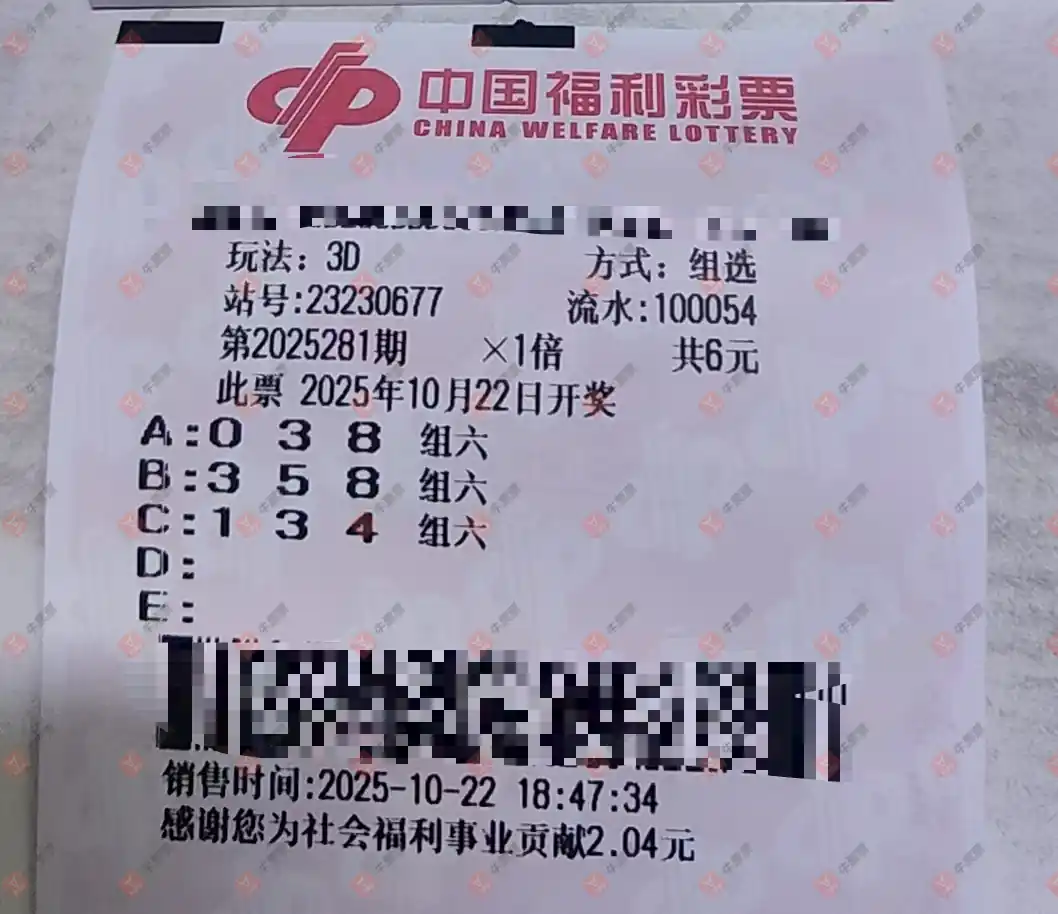 中国福利彩票
CHINA WELFARE LOTTERY
玩法：3D 方式：组选
站号:23230677 流水:100054
第2025281期 ×1倍 共6元
此票 2025年10月22日开奖
A:0 3 8 组六
B:3 5 8 组六
C:1 3 4 组六
D:
E:
销售时间:2025-10-22 18:47:34
感谢您为社会福利事业贡献2.04元